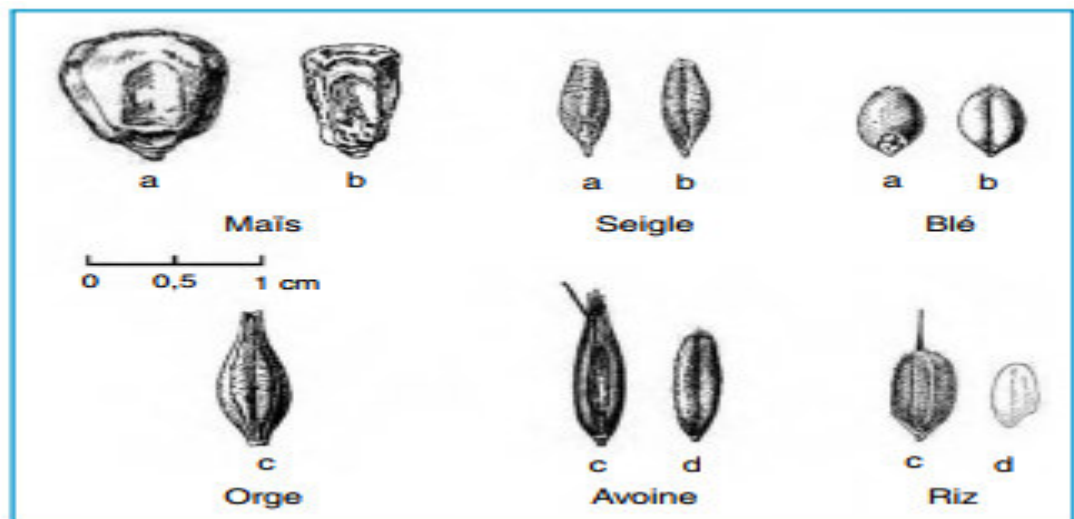 a b a b a b
Maïs Seigle Blé
0 0,5 1 cm
c c d c d
Orge Avoine Riz